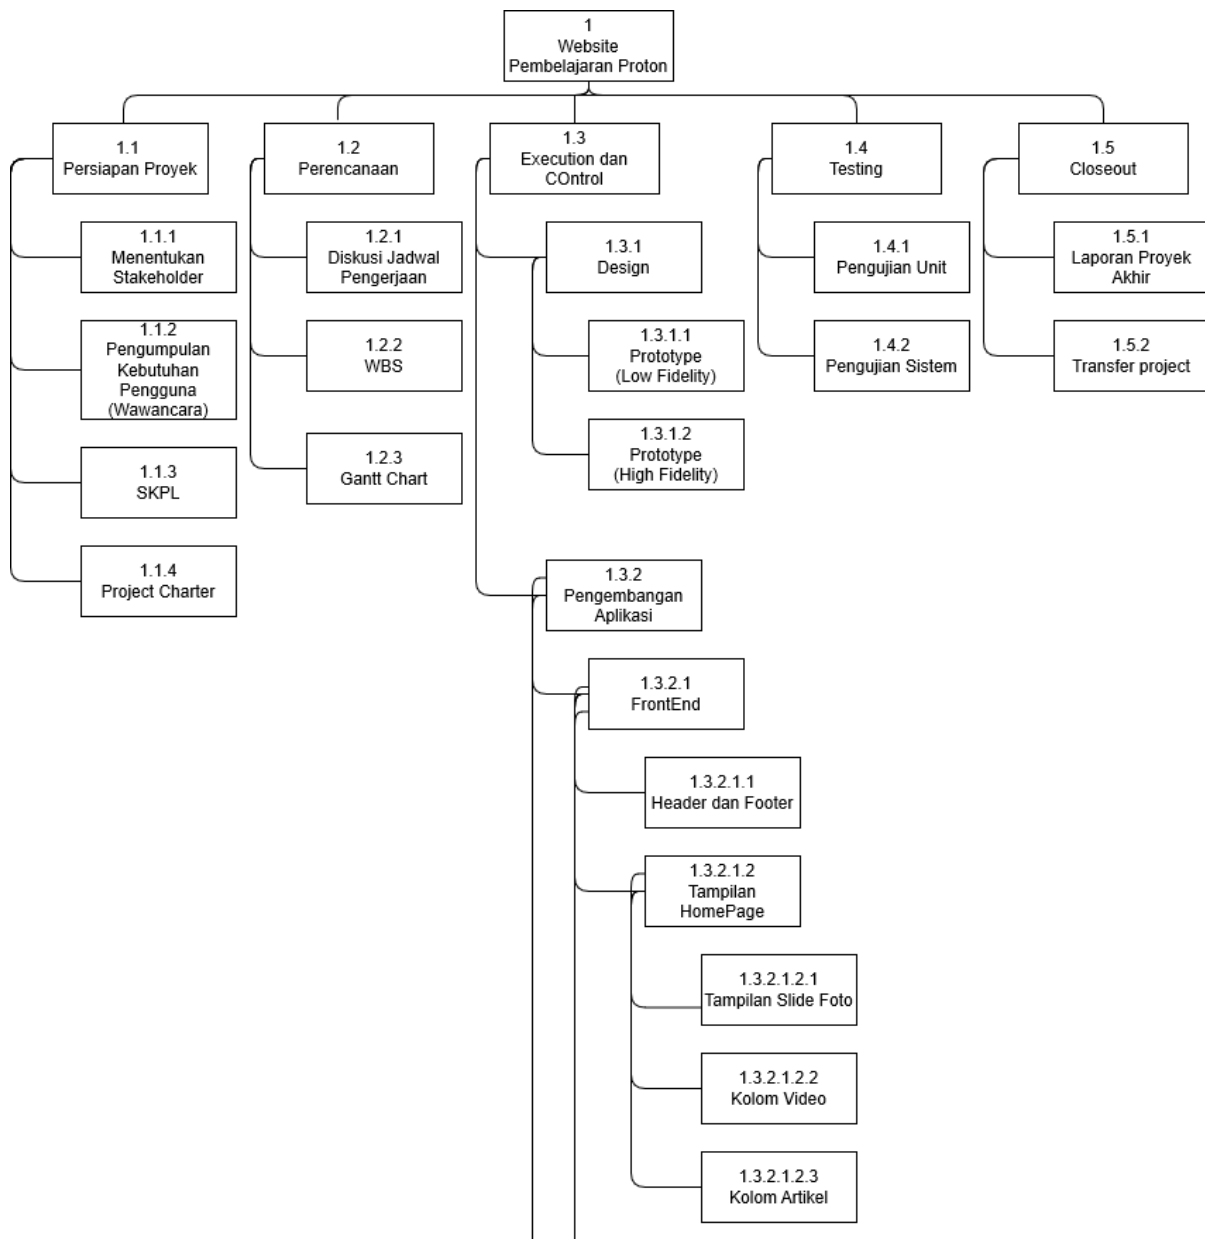 1
Website
Pembelajaran Proton
1.1
Persiapan Proyek
1.2
Perencanaan
1.3
Execution dan
COntrol
1.4
Testing
1.5
Closeout
1.1.1
Menentukan
Stakeholder
1.1.2
Pengumpulan
Kebutuhan
Pengguna
(Wawancara)
1.1.3
SKPL
1.1.4
Project Charter
1.2.1
Diskusi Jadwal
Pengerjaan
1.2.2
WBS
1.2.3
Gantt Chart
1.3.1
Design
1.3.1.1
Prototype
(Low Fidelity)
1.3.1.2
Prototype
(High Fidelity)
1.3.2
Pengembangan
Aplikasi
1.3.2.1
FrontEnd
1.3.2.1.1
Header dan Footer
1.3.2.1.2
Tampilan
HomePage
1.3.2.1.2.1
Tampilan Slide Foto
1.3.2.1.2.2
Kolom Video
1.3.2.1.2.3
Kolom Artikel
1.4.1
Pengujian Unit
1.4.2
Pengujian Sistem
1.5.1
Laporan Proyek
Akhir
1.5.2
Transfer project